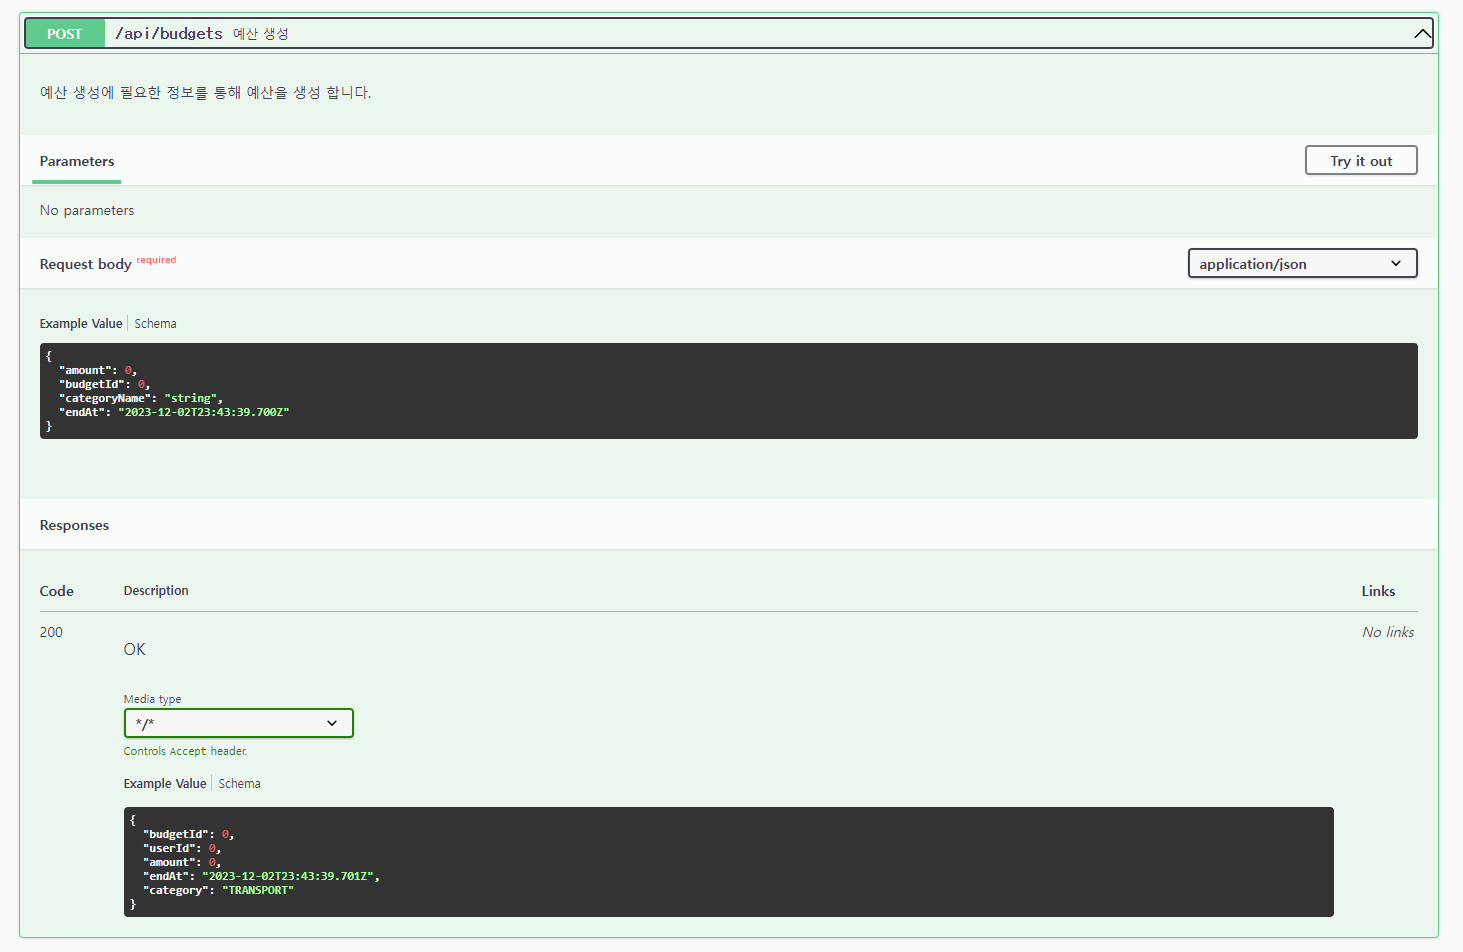 POST /api/budgets 예산 생성
예산 생성에 필요한 정보를 통해 예산을 생성 합니다.
Parameters
Try it out
No parameters
Request body required
application/json
Example Value Schema
{
"amount": 0,
"budgetId": 0,
"categoryName": "string",
"endAt": "2023-12-02T23:43:39.700Z"
}
Responses
Code Description Links
200 No links
OK
Media type
*/*
Controls Accept header.
Example Value Schema
{
"budgetId": 0,
"userId": 0,
"amount": 0,
"endAt": "2023-12-02T23:43:39.701Z",
"category": "TRANSPORT"
}